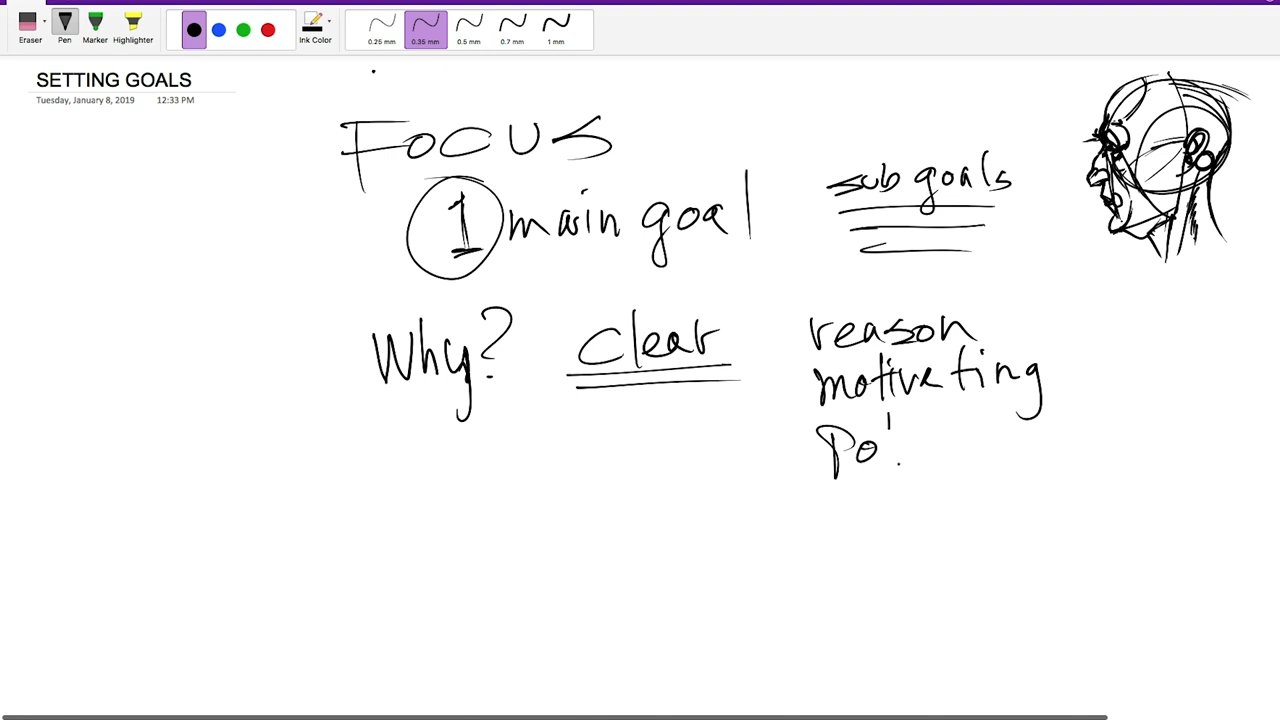 Eraser
Pen
Marker
Highlighter
Ink Color
0.25 mm
0.35 mm
0.5 mm
0.7 mm
1 mm
SETTING GOALS
Tuesday, January 8, 2019 12:33 PM
FOCUS
1 main goal
sub goals
Why? clear
reason
motiveting
Po